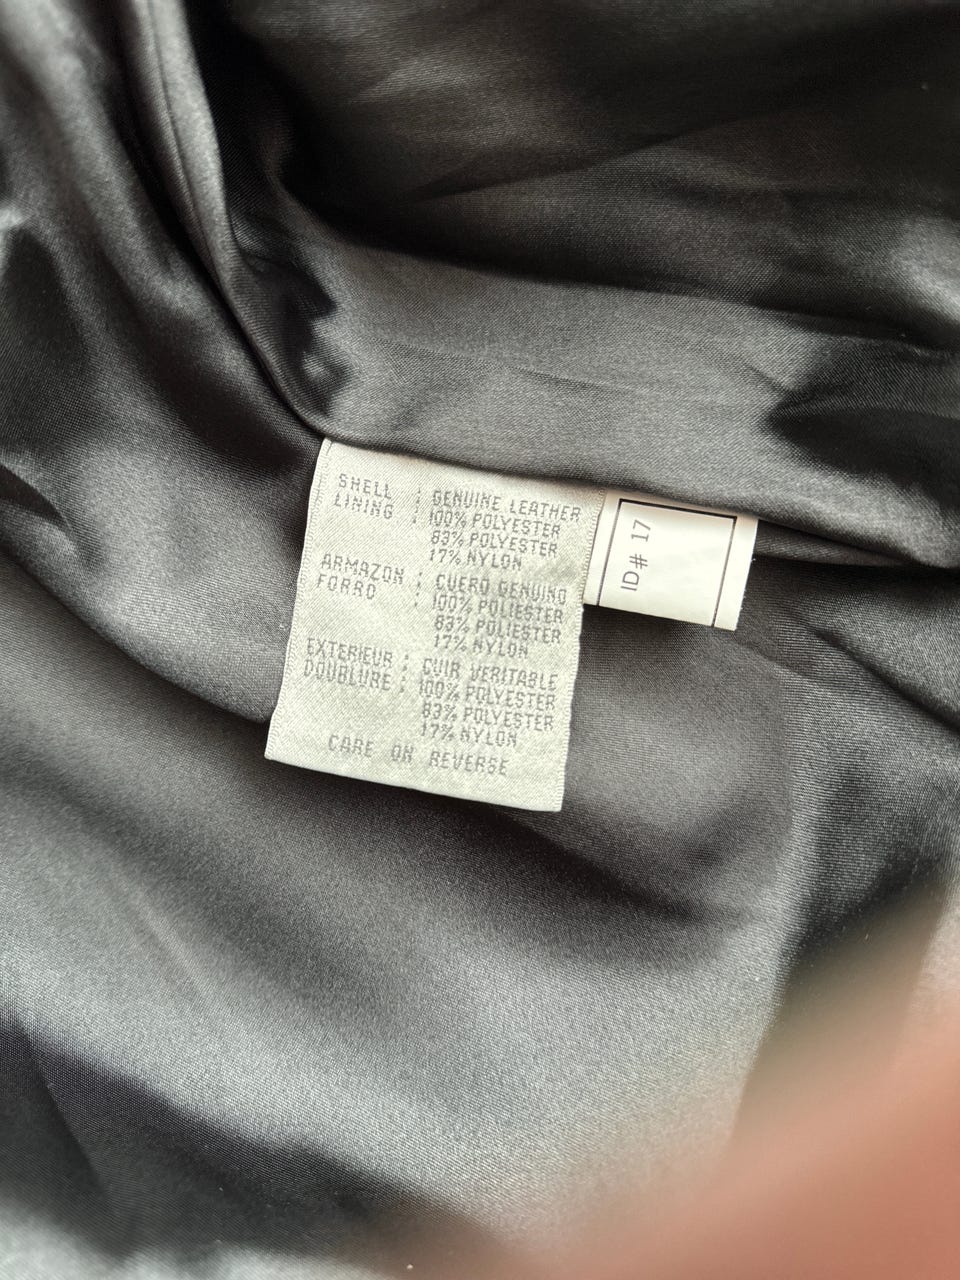 SHELL : GENUINE LEATHER
LINING : 100% POLYESTER
83% POLYESTER
17% NYLON
ARMAZON : CUERO GENUINO
FORRO : 100% POLIESTER
83% POLIESTER
17% NYLON
EXTERIEUR : CUIR VERITABLE
DOUBLURE : 100% POLYESTER
83% POLYESTER
17% NYLON
CARE ON REVERSE
ID# 17